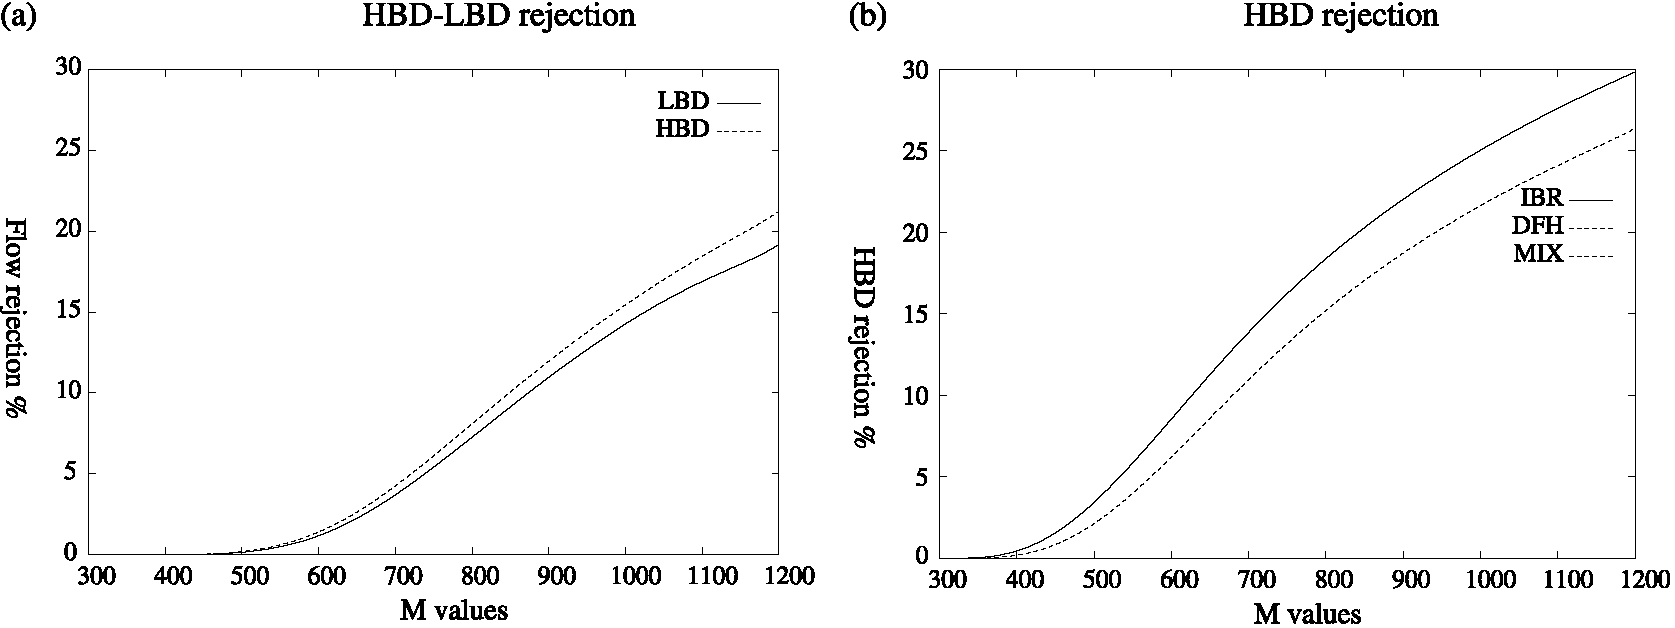 (a) HBD-LBD rejection
30
25
20
15
10
5
0
Flow rejection %
LBD
HBD
300 400 500 600 700 800 900 1000 1100 1200
M values
(b) HBD rejection
30
25
20
15
10
5
0
HBD rejection %
IBR
DFH
MIX
300 400 500 600 700 800 900 1000 1100 1200
M values